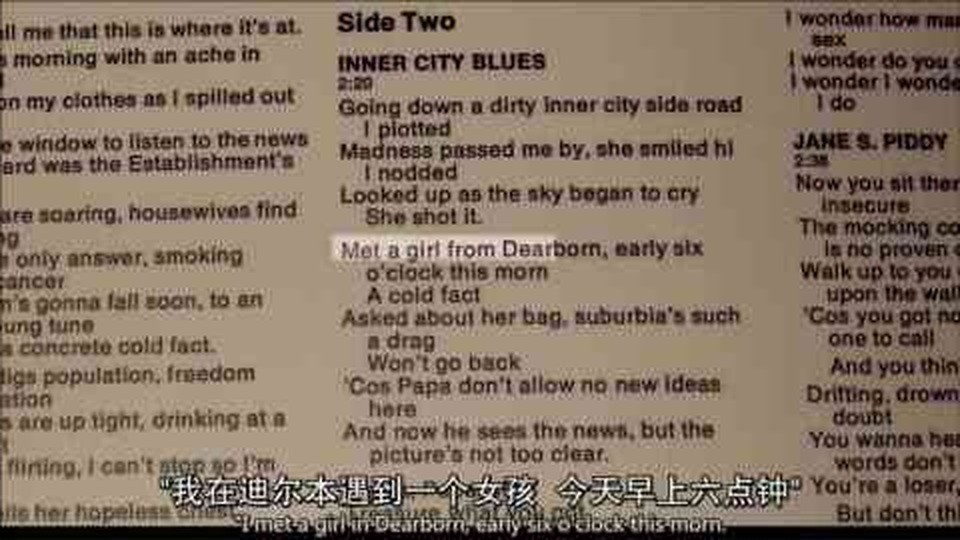 all me that this is where it's at.
morning with an ache in
on my clothes as I spilled out
window to listen to the news
was the Establishment's
are soaring, housewives find
only answer, smoking
cancer
gonna fall soon, to an
tune
concrete cold fact.
population, freedom
are up tight, drinking at a
flirting, I can't stop so I'm
her hopeless
Side Two
INNER CITY BLUES
2:20
Going down a dirty inner city side road
I plotted
Madness passed me by, she smiled hi
I nodded
Looked up as the sky began to cry
She shot it.
Met a girl from Dearborn, early six
o'clock this morn
A cold fact
Asked about her bag, suburbia's such
a drag
Won't go back
'Cos Papa don't allow no new ideas
here
And now he sees the news, but the
picture's not too clear.
I wonder how
sex
I wonder do you
I wonder I
I do
JANE S. PIDDY
2:38
Now you sit
insecure
The mocking
is no proven
Walk up to you
upon the
'Cos you got
one to call
And you
Drifting,
doubt
You wanna
words don't
You're a loser,
But don't
"我在迪尔本遇到一个女孩 今天早上六点钟"
"I met a girl in Dearborn, early six o'clock this morn.